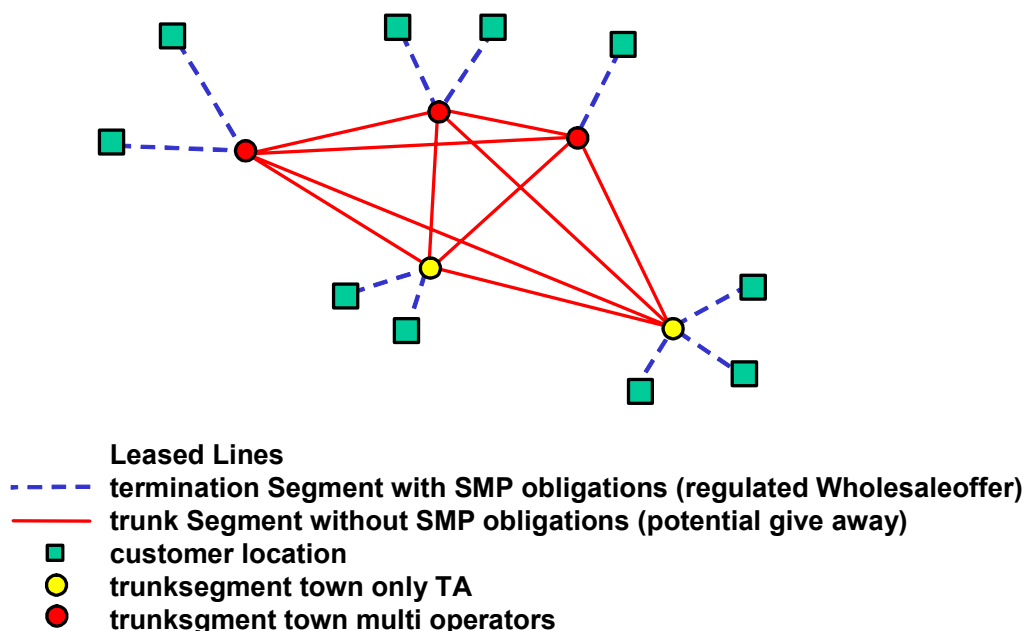 Leased Lines
termination Segment with SMP obligations (regulated Wholesaleoffer)
trunk Segment without SMP obligations (potential give away)
customer location
trunksegment town only TA
trunksgment town multi operators